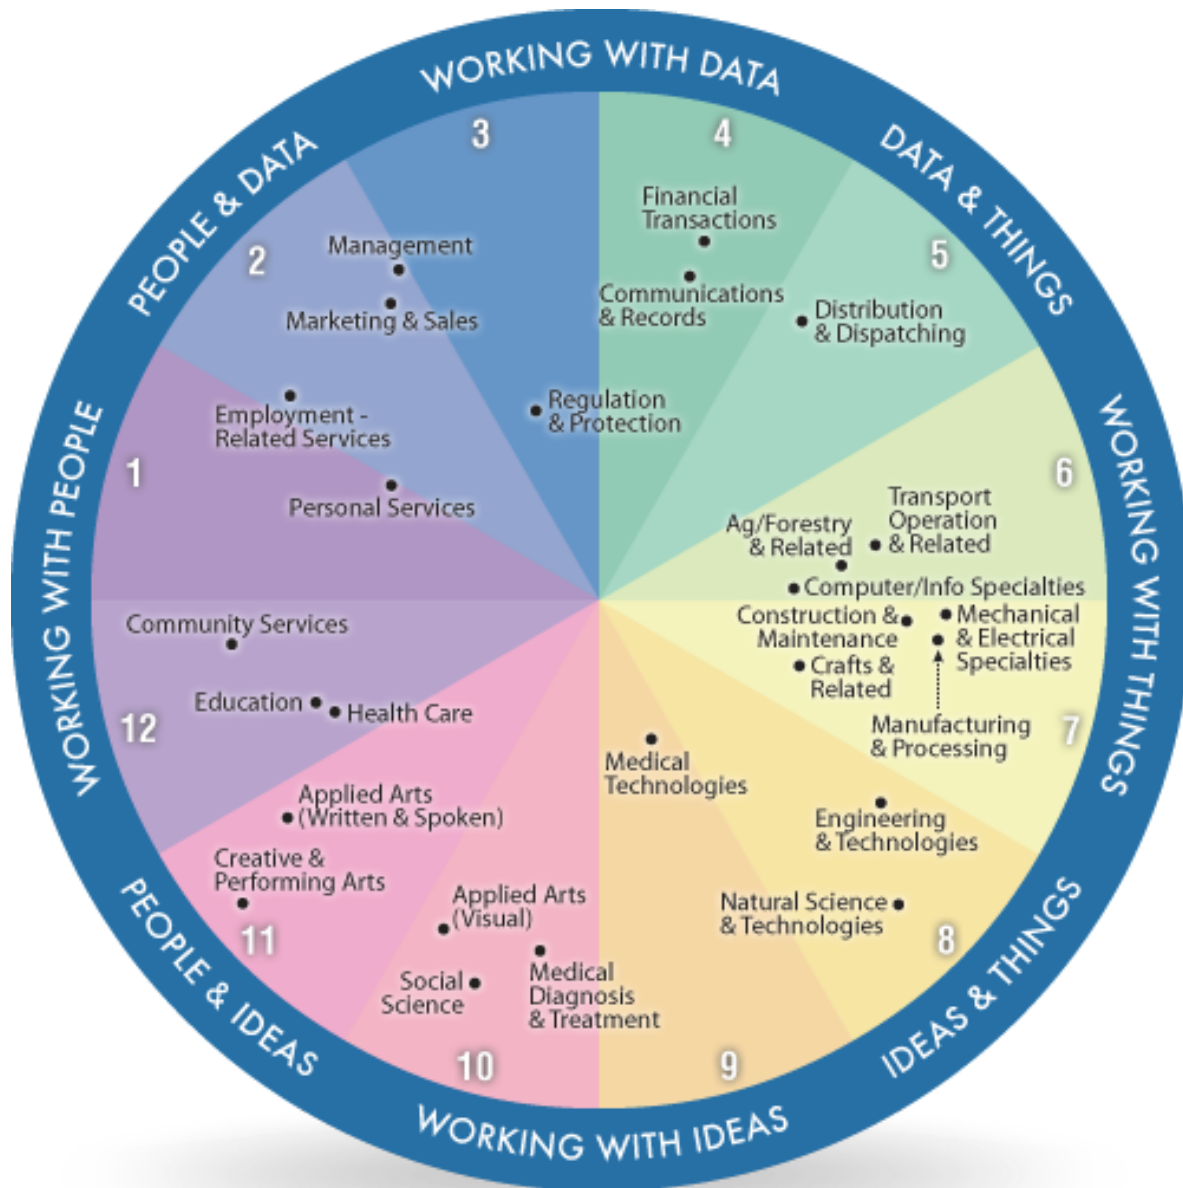 WORKING WITH DATA
DATA & THINGS
WORKING WITH THINGS
IDEAS & THINGS
WORKING WITH IDEAS
PEOPLE & IDEAS
WORKING WITH PEOPLE
PEOPLE & DATA
1
2
3
4
5
6
7
8
9
10
11
12
Management
Marketing & Sales
Employment -
Related Services
Personal Services
Regulation
& Protection
Financial
Transactions
Communications
& Records
Distribution
& Dispatching
Transport
Operation
& Related
Ag/Forestry
& Related
Computer/Info Specialties
Construction &
Maintenance
Mechanical
& Electrical
Specialties
Crafts &
Related
Manufacturing
& Processing
Medical
Technologies
Engineering
& Technologies
Natural Science
& Technologies
Medical
Diagnosis
& Treatment
Applied Arts
(Visual)
Social
Science
Applied Arts
(Written & Spoken)
Creative &
Performing Arts
Community Services
Education
Health Care